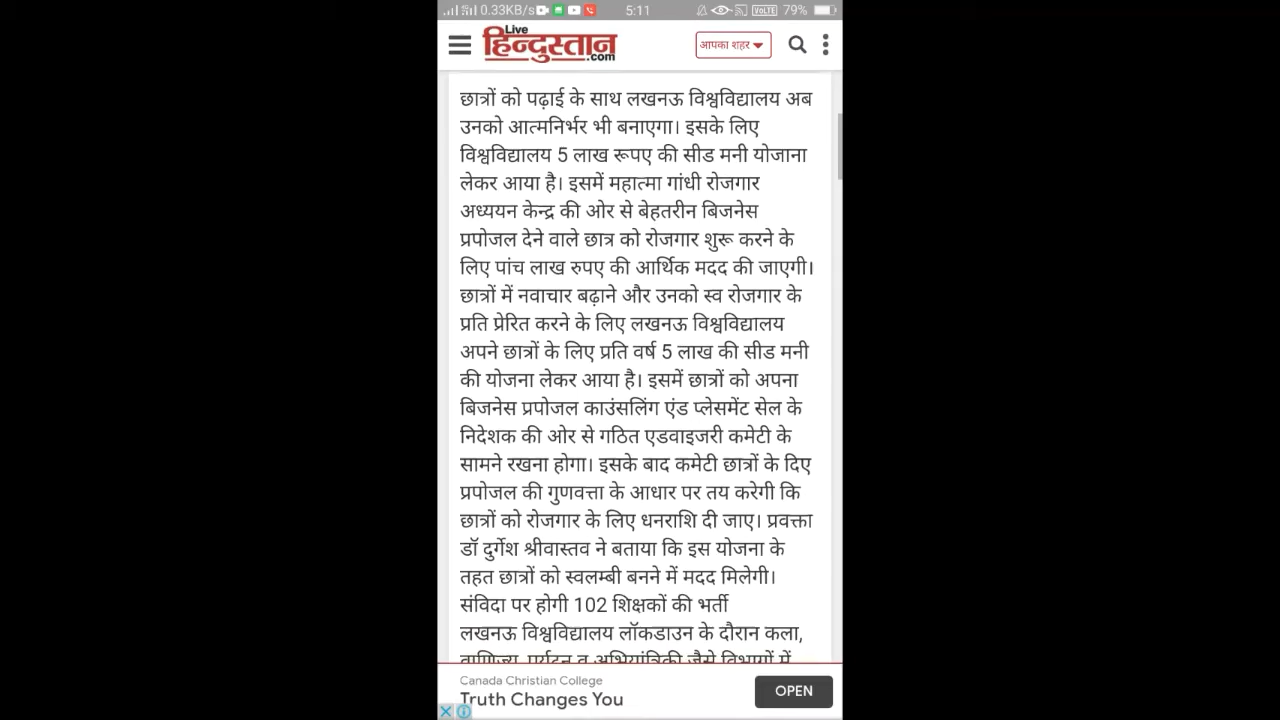 0.33KB/s
5:11
VoLTE 79%
Live
हिन्दुस्तान
.com
आपका शहर
छात्रों को पढ़ाई के साथ लखनऊ विश्वविद्यालय अब
उनको आत्मनिर्भर भी बनाएगा। इसके लिए
विश्वविद्यालय 5 लाख रूपए की सीड मनी योजाना
लेकर आया है। इसमें महात्मा गांधी रोजगार
अध्ययन केन्द्र की ओर से बेहतरीन बिजनेस
प्रपोजल देने वाले छात्र को रोजगार शुरू करने के
लिए पांच लाख रुपए की आर्थिक मदद की जाएगी।
छात्रों में नवाचार बढ़ाने और उनको स्व रोजगार के
प्रति प्रेरित करने के लिए लखनऊ विश्वविद्यालय
अपने छात्रों के लिए प्रति वर्ष 5 लाख की सीड मनी
की योजना लेकर आया है। इसमें छात्रों को अपना
बिजनेस प्रपोजल काउंसलिंग एंड प्लेसमेंट सेल के
निदेशक की ओर से गठित एडवाइजरी कमेटी के
सामने रखना होगा। इसके बाद कमेटी छात्रों के दिए
प्रपोजल की गुणवत्ता के आधार पर तय करेगी कि
छात्रों को रोजगार के लिए धनराशि दी जाए। प्रवक्ता
डॉ दुर्गेश श्रीवास्तव ने बताया कि इस योजना के
तहत छात्रों को स्वलम्बी बनने में मदद मिलेगी।
संविदा पर होगी 102 शिक्षकों की भर्ती
लखनऊ विश्वविद्यालय लॉकडाउन के दौरान कला,
वाणिज्य, पर्यटन व अभियांत्रिकी जैसे विभागों में
Canada Christian College
Truth Changes You
OPEN